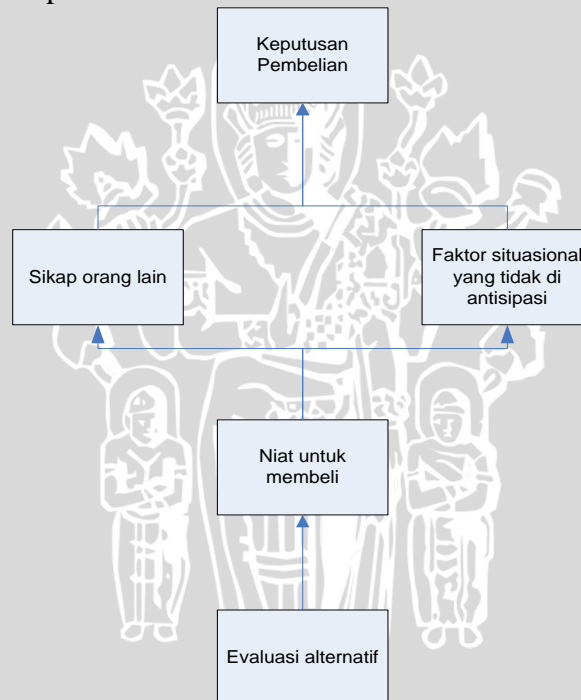 Keputusan
Pembelian
Sikap orang lain
Faktor situasional
yang tidak di
antisipasi
Niat untuk
membeli
Evaluasi alternatif